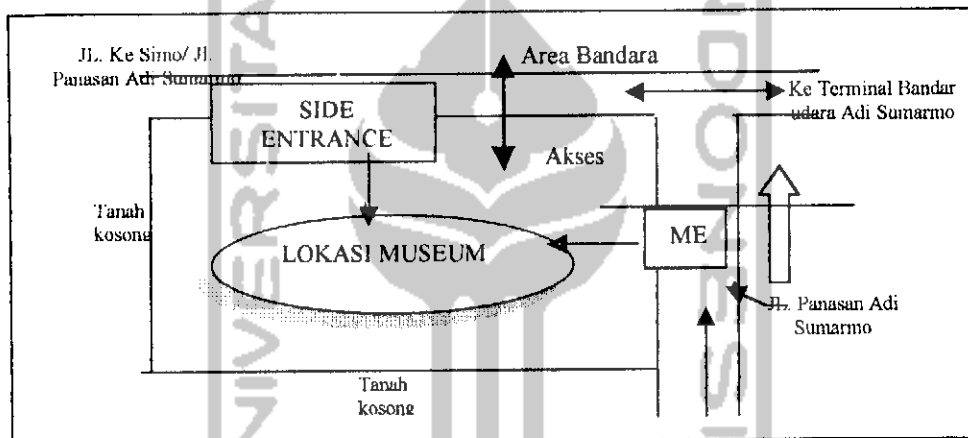 JL. Ke Simo/ Jl.
Panasan Adi Sumarmo
Area Bandara
Ke Terminal Bandar
udara Adi Sumarmo
SIDE
ENTRANCE
Akses
Tanah
kosong
LOKASI MUSEUM
ME
JL. Panasan Adi
Sumarmo
Tanah
kosong